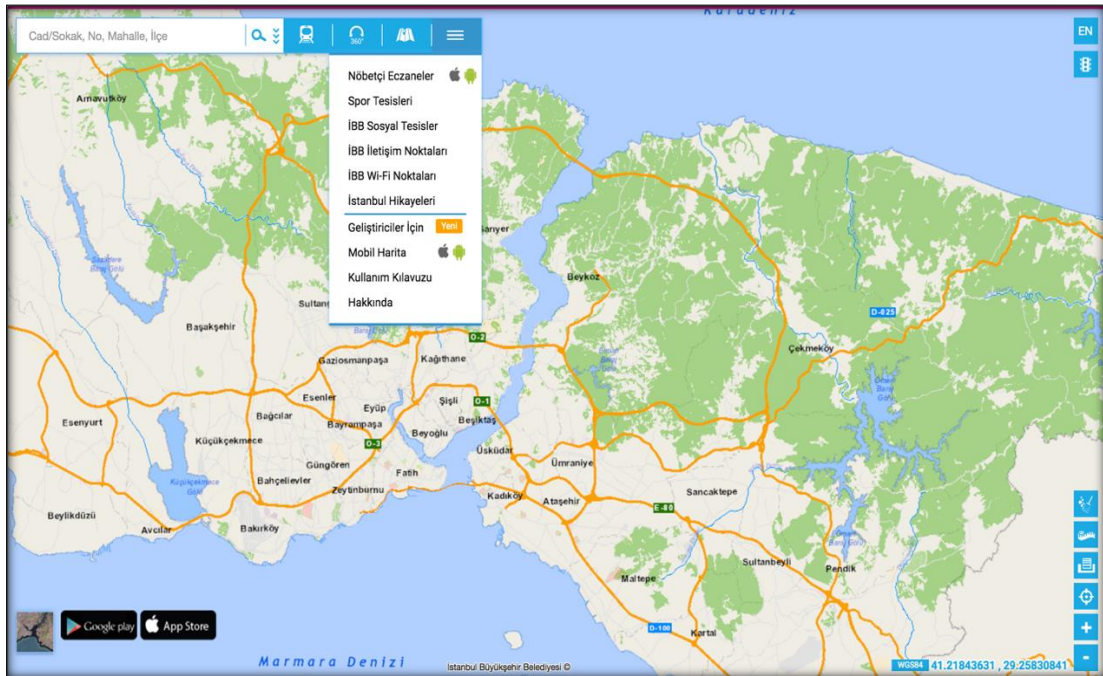 Karadeniz
Cad/Sokak, No, Mahalle, İlçe
360°
EN
Nöbetçi Eczaneler
Spor Tesisleri
İBB Sosyal Tesisler
İBB İletişim Noktaları
İBB Wi-Fi Noktaları
İstanbul Hikayeleri
Geliştiriciler İçin Yeni
Mobil Harita
Kullanım Kılavuzu
Hakkında
Arnavutköy
Beykoz
D-825
Başakşehir
O-2
Çekmeköy
Gaziosmanpaşa
Kağıthane
Esenler
Şişli
O-1
Esenyurt
Bağcılar
Eyüp
Bayrampaşa
Beşiktaş
Beyoğlu
Küçükçekmece
O-3
Üsküdar
Güngören
Ümraniye
Fatih
Bahçelievler
Küçükçekmece
Gölü
Zeytinburnu
Kadıköy
Ataşehir
Sancaktepe
E-80
Beylikdüzü
Avcılar
Bakırköy
Sultanbeyli
Pendik
Maltepe
Google play
App Store
D-100
Kartal
Marmara Denizi
İstanbul Büyükşehir Belediyesi ©
WGS84 41.21843631 , 29.25830841